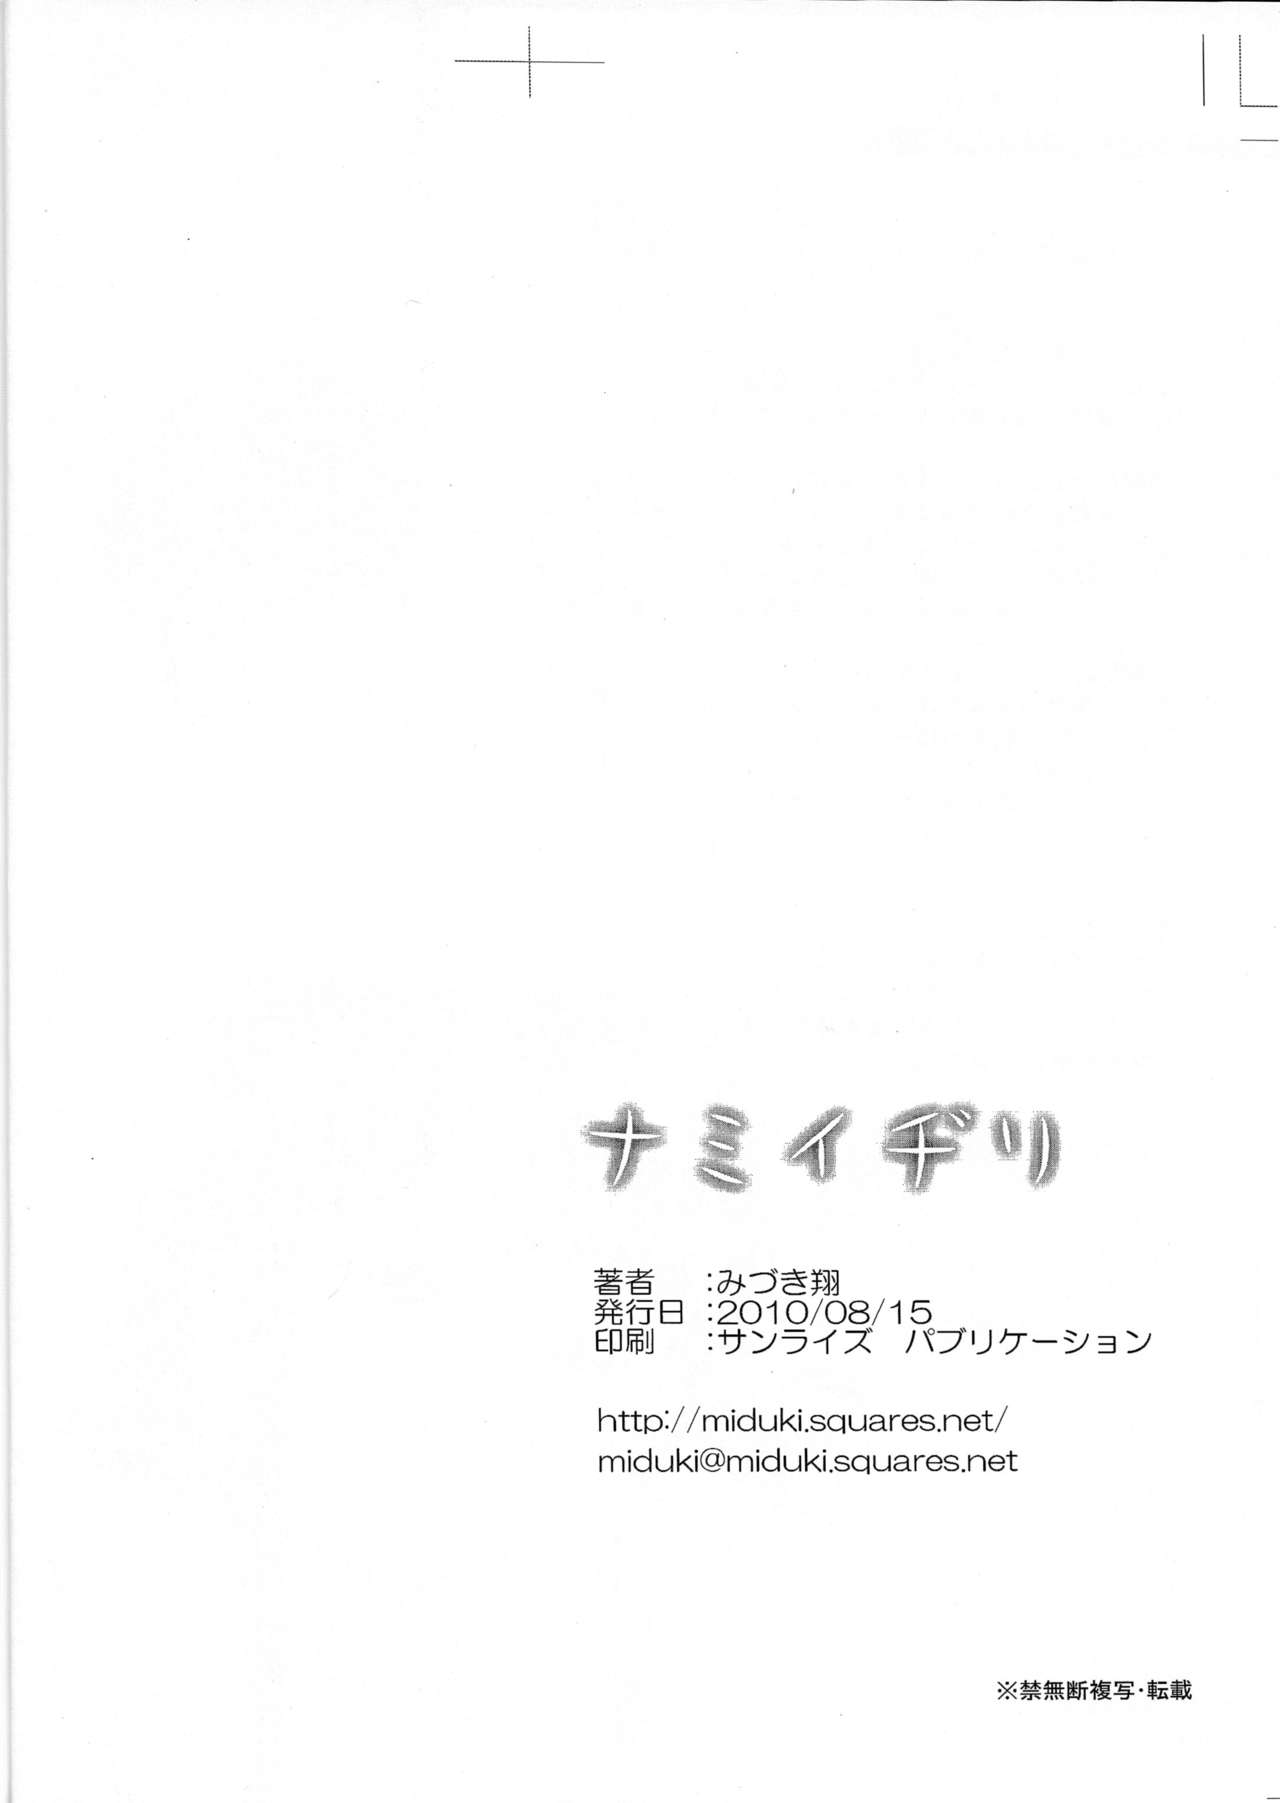 ナミイヂリ
著者　：みづき翔
発行日：2010/08/15
印刷　：サンライズ　パブリケーション
http://miduki.squares.net/
miduki@miduki.squares.net
※禁無断複写・転載